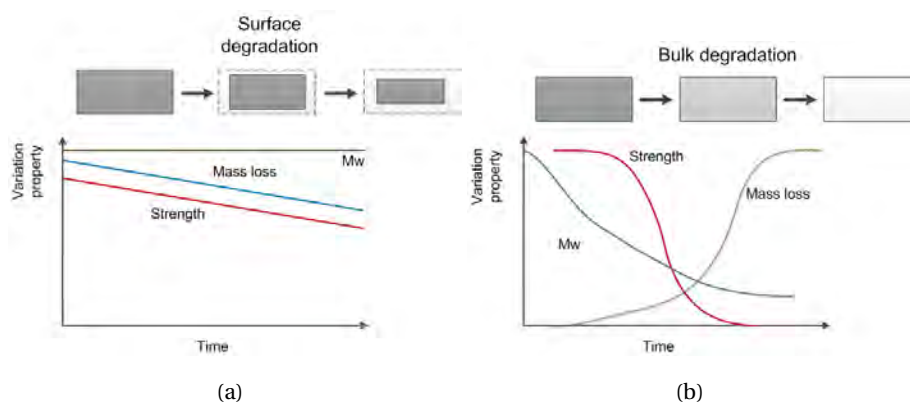 Surface
degradation
Variation
property
Mw
Mass loss
Strength
Time
(a)
Bulk degradation
Variation
property
Strength
Mass loss
Mw
Time
(b)